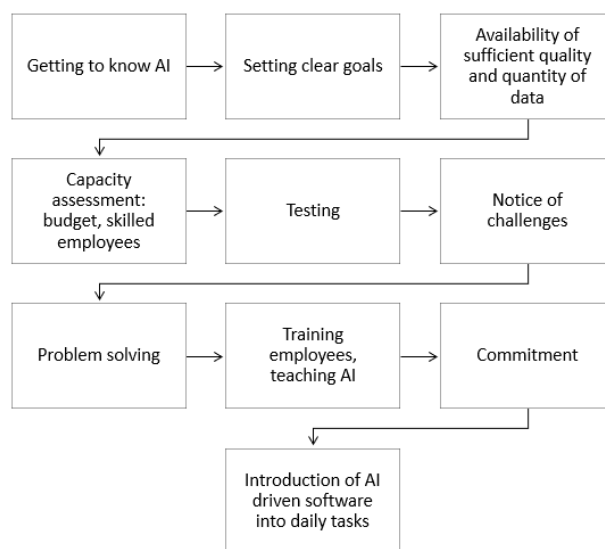 Getting to know AI
Setting clear goals
Availability of
sufficient quality
and quantity of
data
Capacity
assessment:
budget, skilled
employees
Testing
Notice of
challenges
Problem solving
Training
employees,
teaching AI
Commitment
Introduction of AI
driven software
into daily tasks